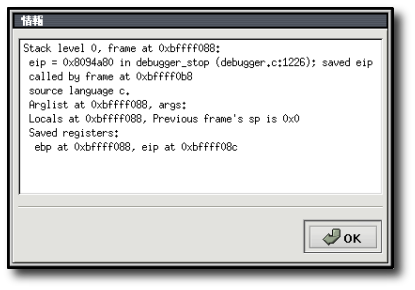 情報
Stack level 0, frame at 0xbffff088:
eip = 0x8094a80 in debugger_stop (debugger.c:1226); saved eip
called by frame at 0xbffff0b8
source language c.
Arglist at 0xbffff088, args:
Locals at 0xbffff088, Previous frame's sp is 0x0
Saved registers:
ebp at 0xbffff088, eip at 0xbffff08c
OK